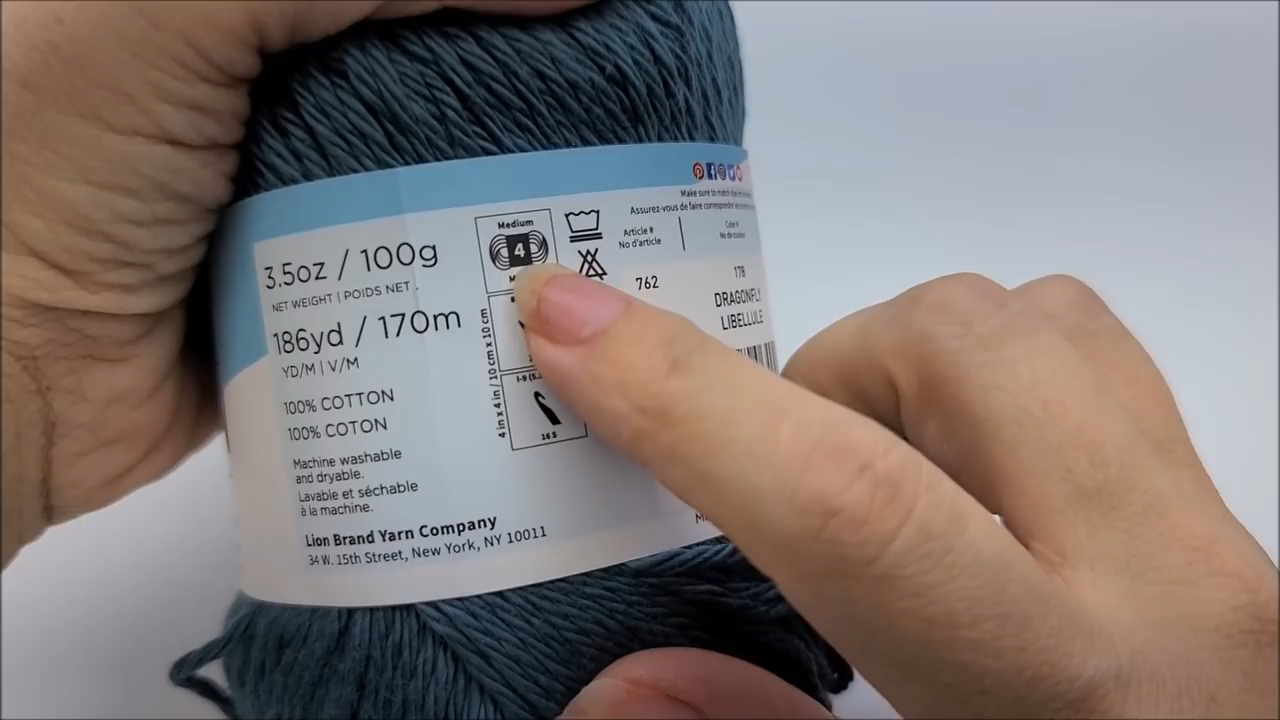 3.5oz / 100g
NET WEIGHT | POIDS NET
186yd / 170m
YD/M | V/M
100% COTTON
100% COTON
Machine washable
and dryable.
Lavable et séchable
à la machine.
Lion Brand Yarn Company
34 W. 15th Street, New York, NY 10011
Medium
4
4 in x 4 in / 10 cm x 10 cm
I-9 (5.
16 S
Make sure to match dye
Assurez-vous de faire correspondre les
Article #
No d'article
762
Color #
No de couleur
178
DRAGONFLY
LIBELLULE